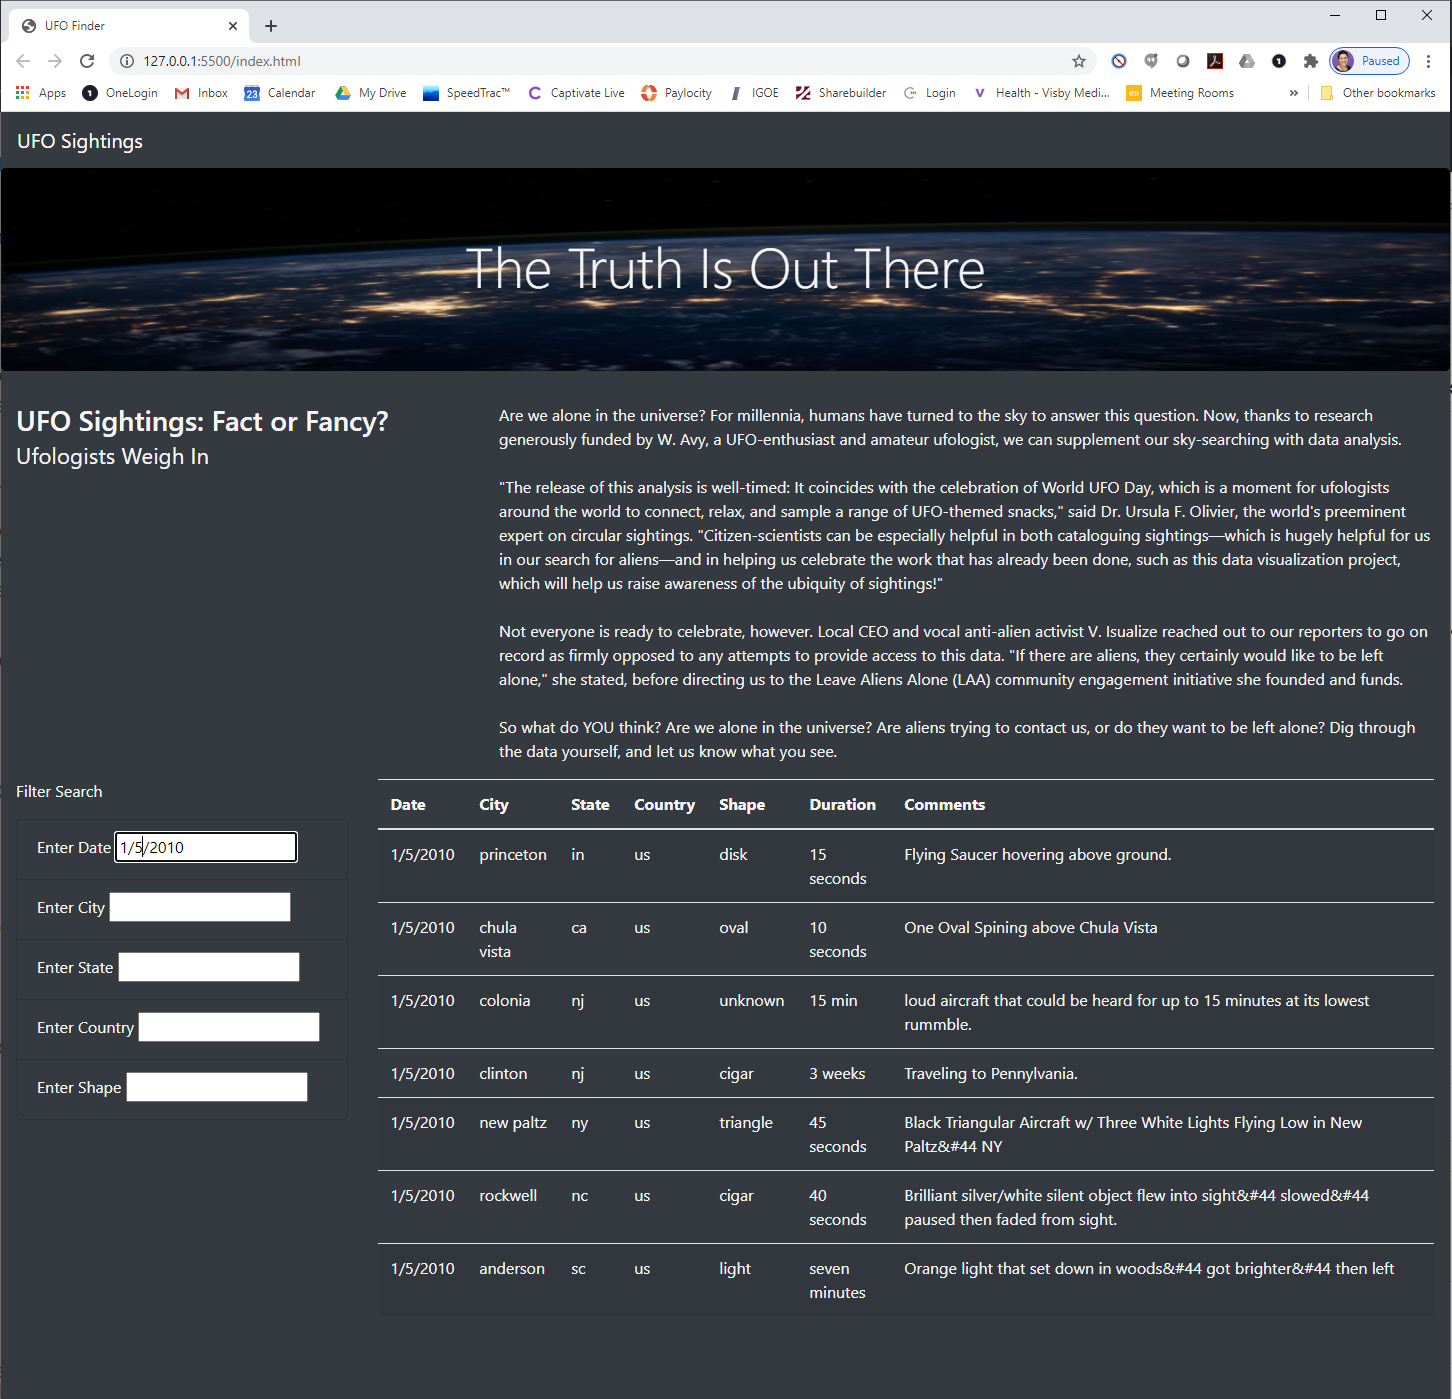 UFO Finder
127.0.0.1:5500/index.html
Paused
Apps
OneLogin
Inbox
23
Calendar
My Drive
SpeedTrac™
Captivate Live
Paylocity
IGOE
Sharebuilder
Login
Health - Visby Medi...
Meeting Rooms
»
Other bookmarks
UFO Sightings
The Truth Is Out There
UFO Sightings: Fact or Fancy?
Ufologists Weigh In
Are we alone in the universe? For millennia, humans have turned to the sky to answer this question. Now, thanks to research
generously funded by W. Avy, a UFO-enthusiast and amateur ufologist, we can supplement our sky-searching with data analysis.
"The release of this analysis is well-timed: It coincides with the celebration of World UFO Day, which is a moment for ufologists
around the world to connect, relax, and sample a range of UFO-themed snacks," said Dr. Ursula F. Olivier, the world's preeminent
expert on circular sightings. "Citizen-scientists can be especially helpful in both cataloguing sightings—which is hugely helpful for us
in our search for aliens—and in helping us celebrate the work that has already been done, such as this data visualization project,
which will help us raise awareness of the ubiquity of sightings!"
Not everyone is ready to celebrate, however. Local CEO and vocal anti-alien activist V. Isualize reached out to our reporters to go on
record as firmly opposed to any attempts to provide access to this data. "If there are aliens, they certainly would like to be left
alone," she stated, before directing us to the Leave Aliens Alone (LAA) community engagement initiative she founded and funds.
So what do YOU think? Are we alone in the universe? Are aliens trying to contact us, or do they want to be left alone? Dig through
the data yourself, and let us know what you see.
Filter Search
Enter Date 1/5/2010
Enter City
Enter State
Enter Country
Enter Shape
Date City State Country Shape Duration Comments
1/5/2010 princeton in us disk 15 Flying Saucer hovering above ground.
seconds
1/5/2010 chula ca us oval 10 One Oval Spining above Chula Vista
vista seconds
1/5/2010 colonia nj us unknown 15 min loud aircraft that could be heard for up to 15 minutes at its lowest
rummble.
1/5/2010 clinton nj us cigar 3 weeks Traveling to Pennylvania.
1/5/2010 new paltz ny us triangle 45 Black Triangular Aircraft w/ Three White Lights Flying Low in New
seconds Paltz&#44 NY
1/5/2010 rockwell nc us cigar 40 Brilliant silver/white silent object flew into sight&#44 slowed&#44
seconds paused then faded from sight.
1/5/2010 anderson sc us light seven Orange light that set down in woods&#44 got brighter&#44 then left
minutes